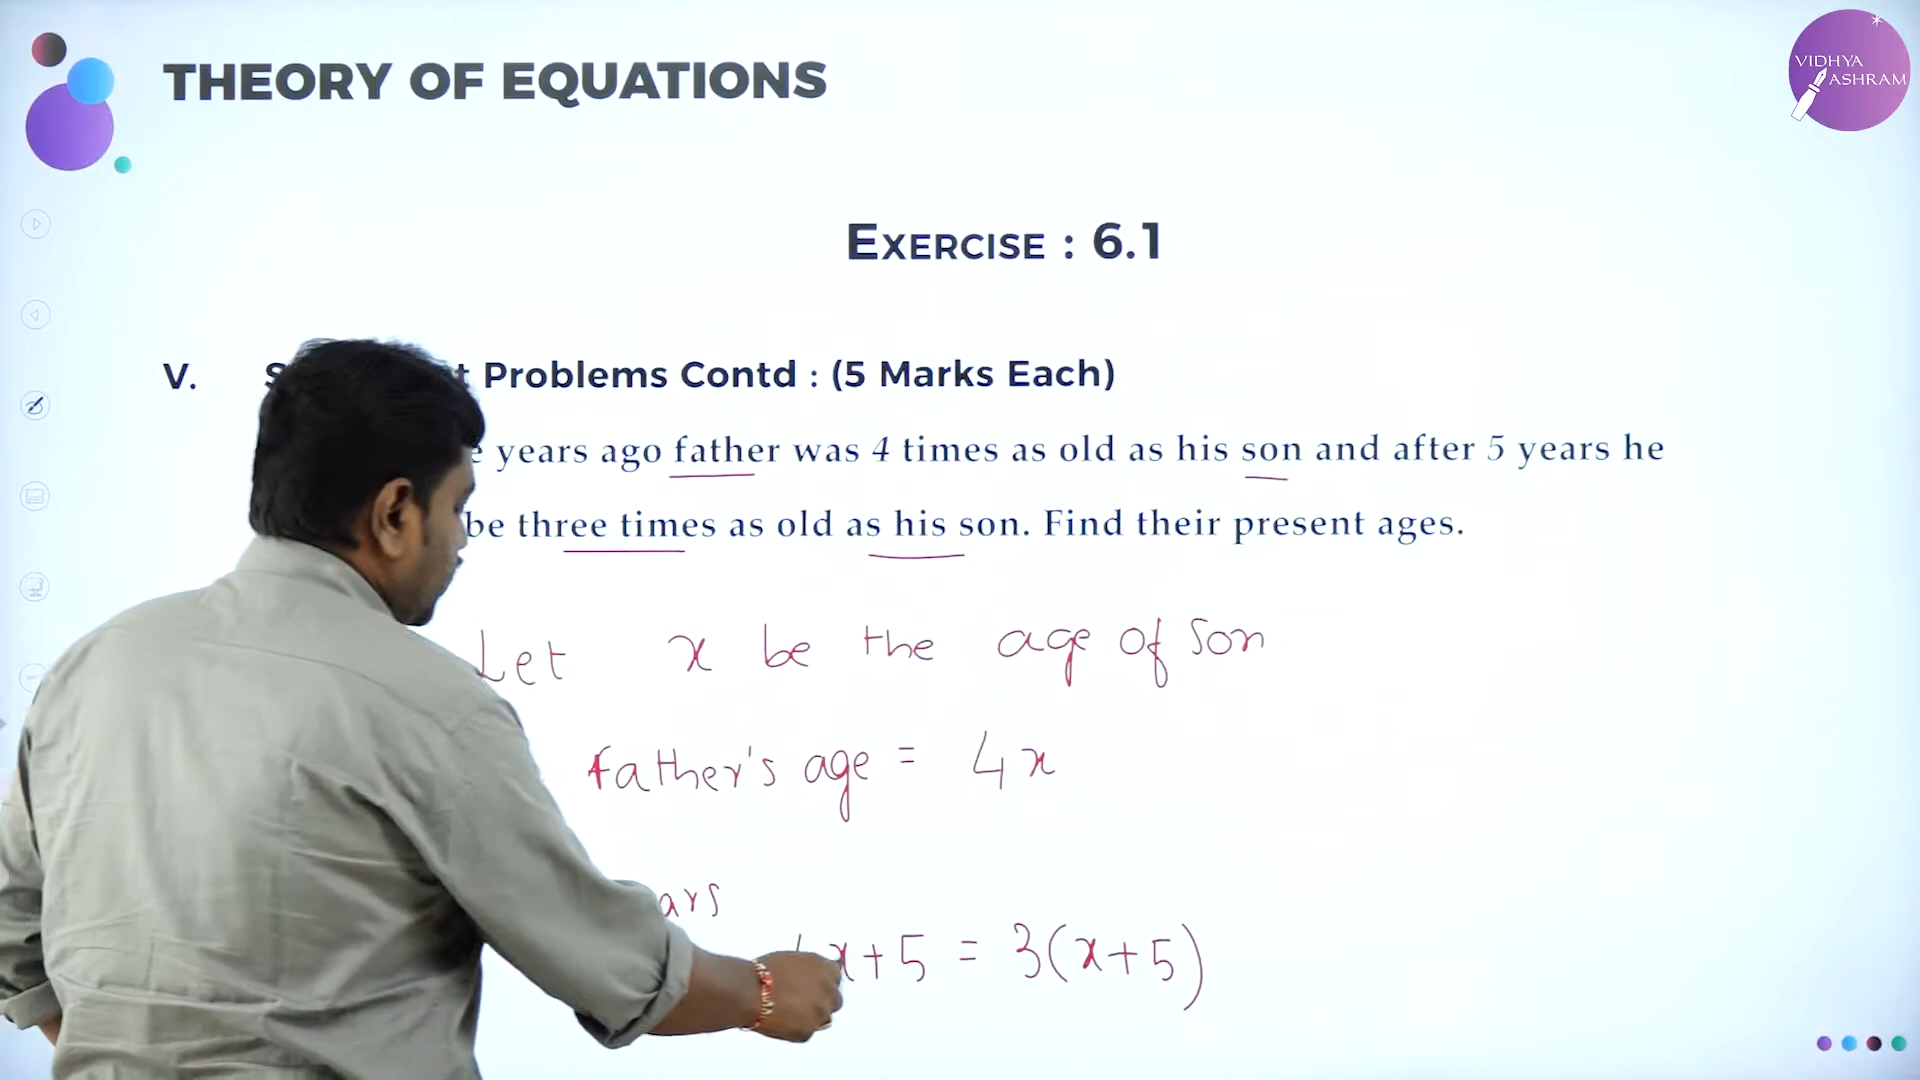 THEORY OF EQUATIONS
VIDHYA
ASHRAM
EXERCISE : 6.1
V. Problems Contd : (5 Marks Each)
years ago father was 4 times as old as his son and after 5 years he
be three times as old as his son. Find their present ages.
Let x be the age of son
father's age = 4x
ars
x+5 = 3(x+5)